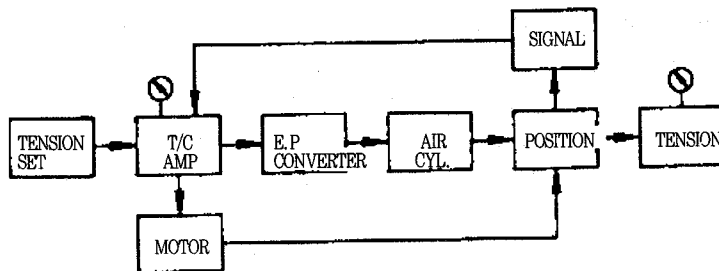 SIGNAL
TENSION
SET
T/C
AMP
E.P
CONVERTER
AIR
CYL.
POSITION
TENSION
MOTOR